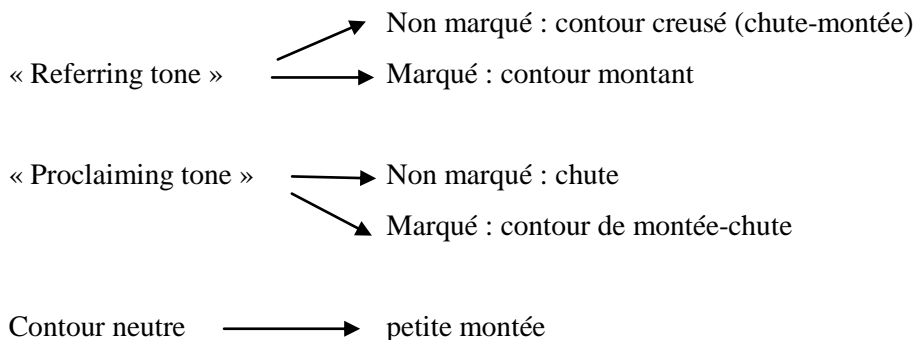 Non marqué : contour creusé (chute-montée)
« Referring tone »
Marqué : contour montant
« Proclaiming tone »
Non marqué : chute
Marqué : contour de montée-chute
Contour neutre
petite montée